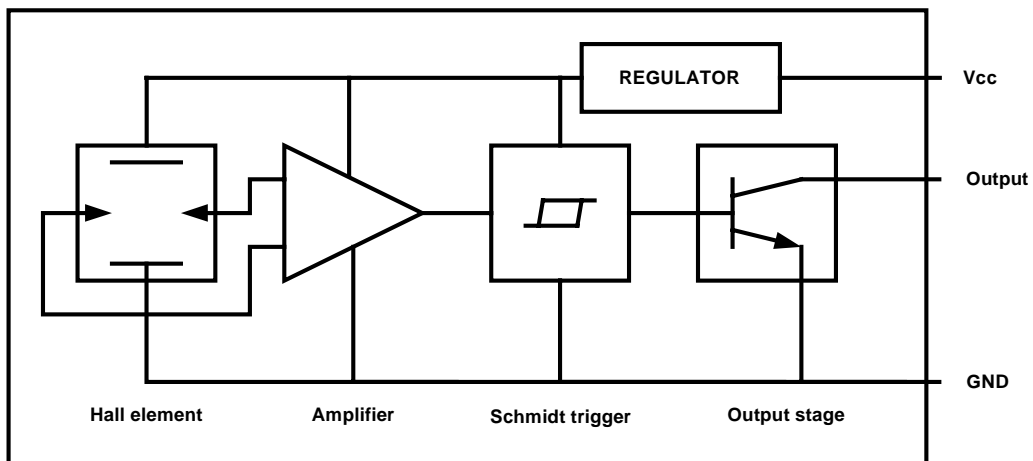 REGULATOR
Vcc
Output
GND
Hall element
Amplifier
Schmidt trigger
Output stage